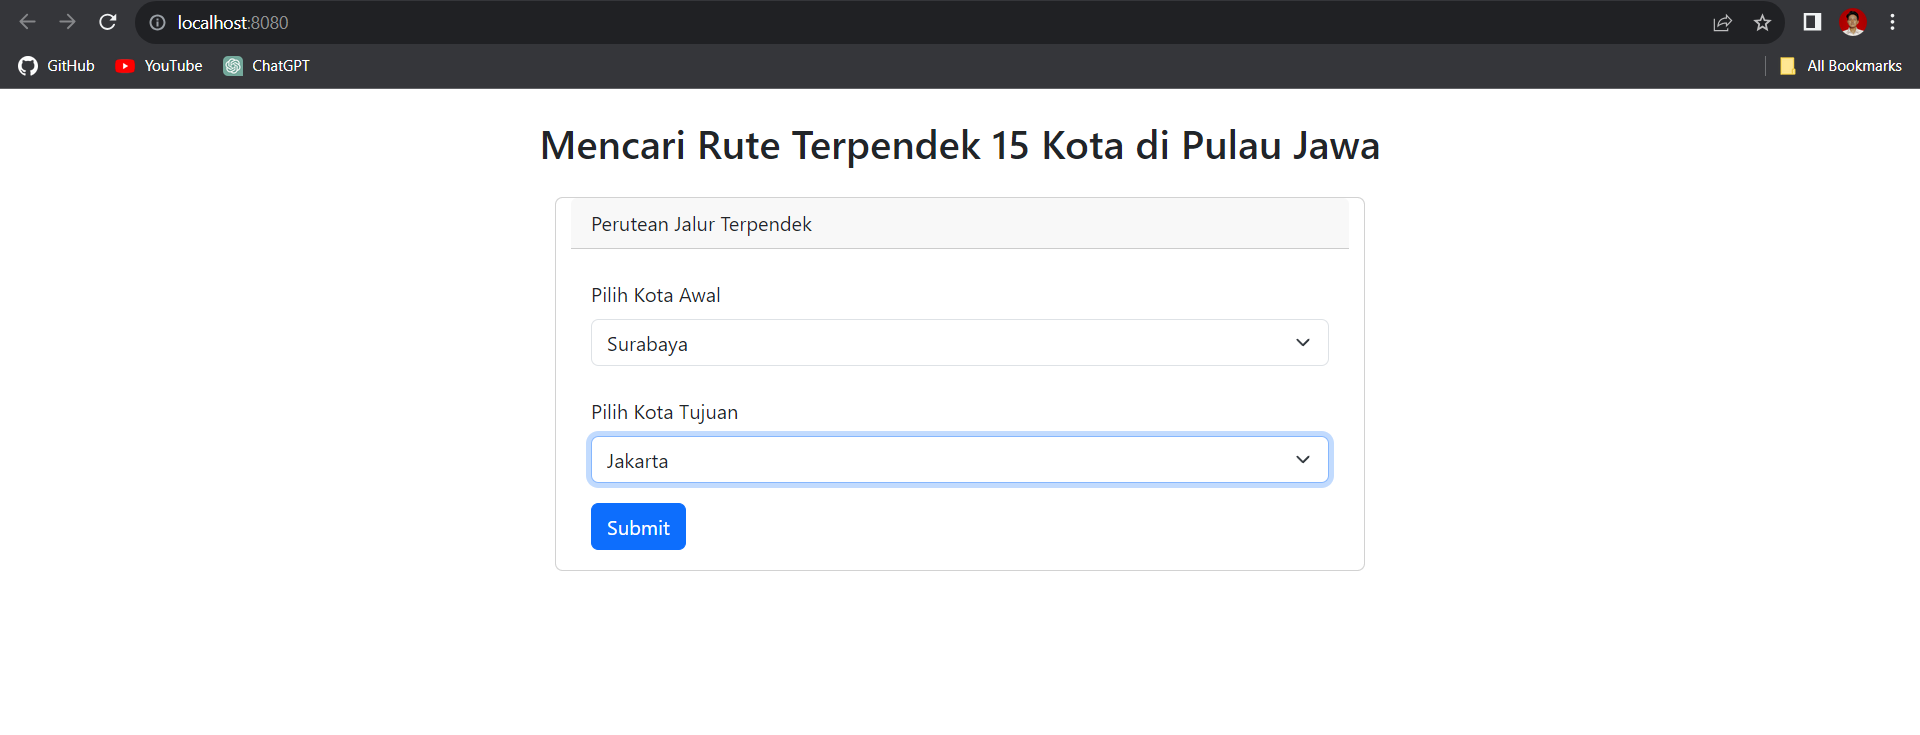 localhost:8080
GitHub YouTube ChatGPT All Bookmarks
Mencari Rute Terpendek 15 Kota di Pulau Jawa
Perutean Jalur Terpendek
Pilih Kota Awal
Surabaya
Pilih Kota Tujuan
Jakarta
Submit